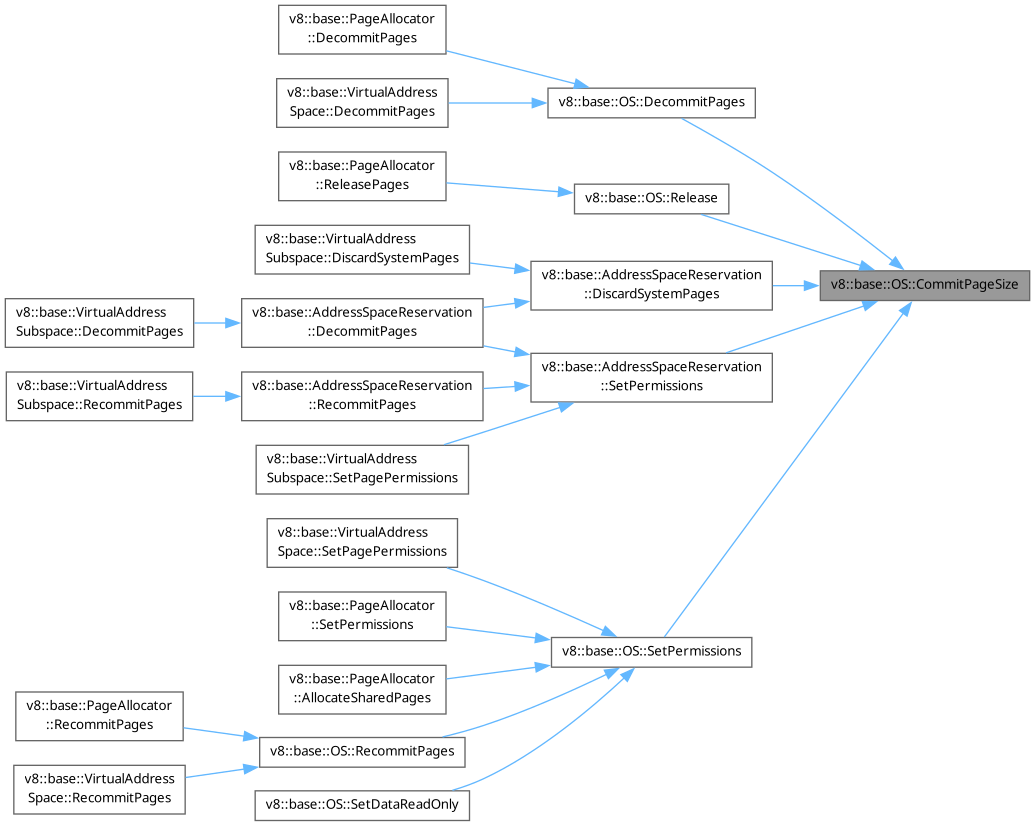 v8::base::PageAllocator
::DecommitPages
v8::base::VirtualAddress
Space::DecommitPages
v8::base::OS::DecommitPages
v8::base::PageAllocator
::ReleasePages
v8::base::OS::Release
v8::base::VirtualAddress
Subspace::DiscardSystemPages
v8::base::AddressSpaceReservation
::DiscardSystemPages
v8::base::OS::CommitPageSize
v8::base::VirtualAddress
Subspace::DecommitPages
v8::base::AddressSpaceReservation
::DecommitPages
v8::base::AddressSpaceReservation
::SetPermissions
v8::base::VirtualAddress
Subspace::RecommitPages
v8::base::AddressSpaceReservation
::RecommitPages
v8::base::VirtualAddress
Subspace::SetPagePermissions
v8::base::VirtualAddress
Space::SetPagePermissions
v8::base::PageAllocator
::SetPermissions
v8::base::OS::SetPermissions
v8::base::PageAllocator
::AllocateSharedPages
v8::base::PageAllocator
::RecommitPages
v8::base::OS::RecommitPages
v8::base::VirtualAddress
Space::RecommitPages
v8::base::OS::SetDataReadOnly